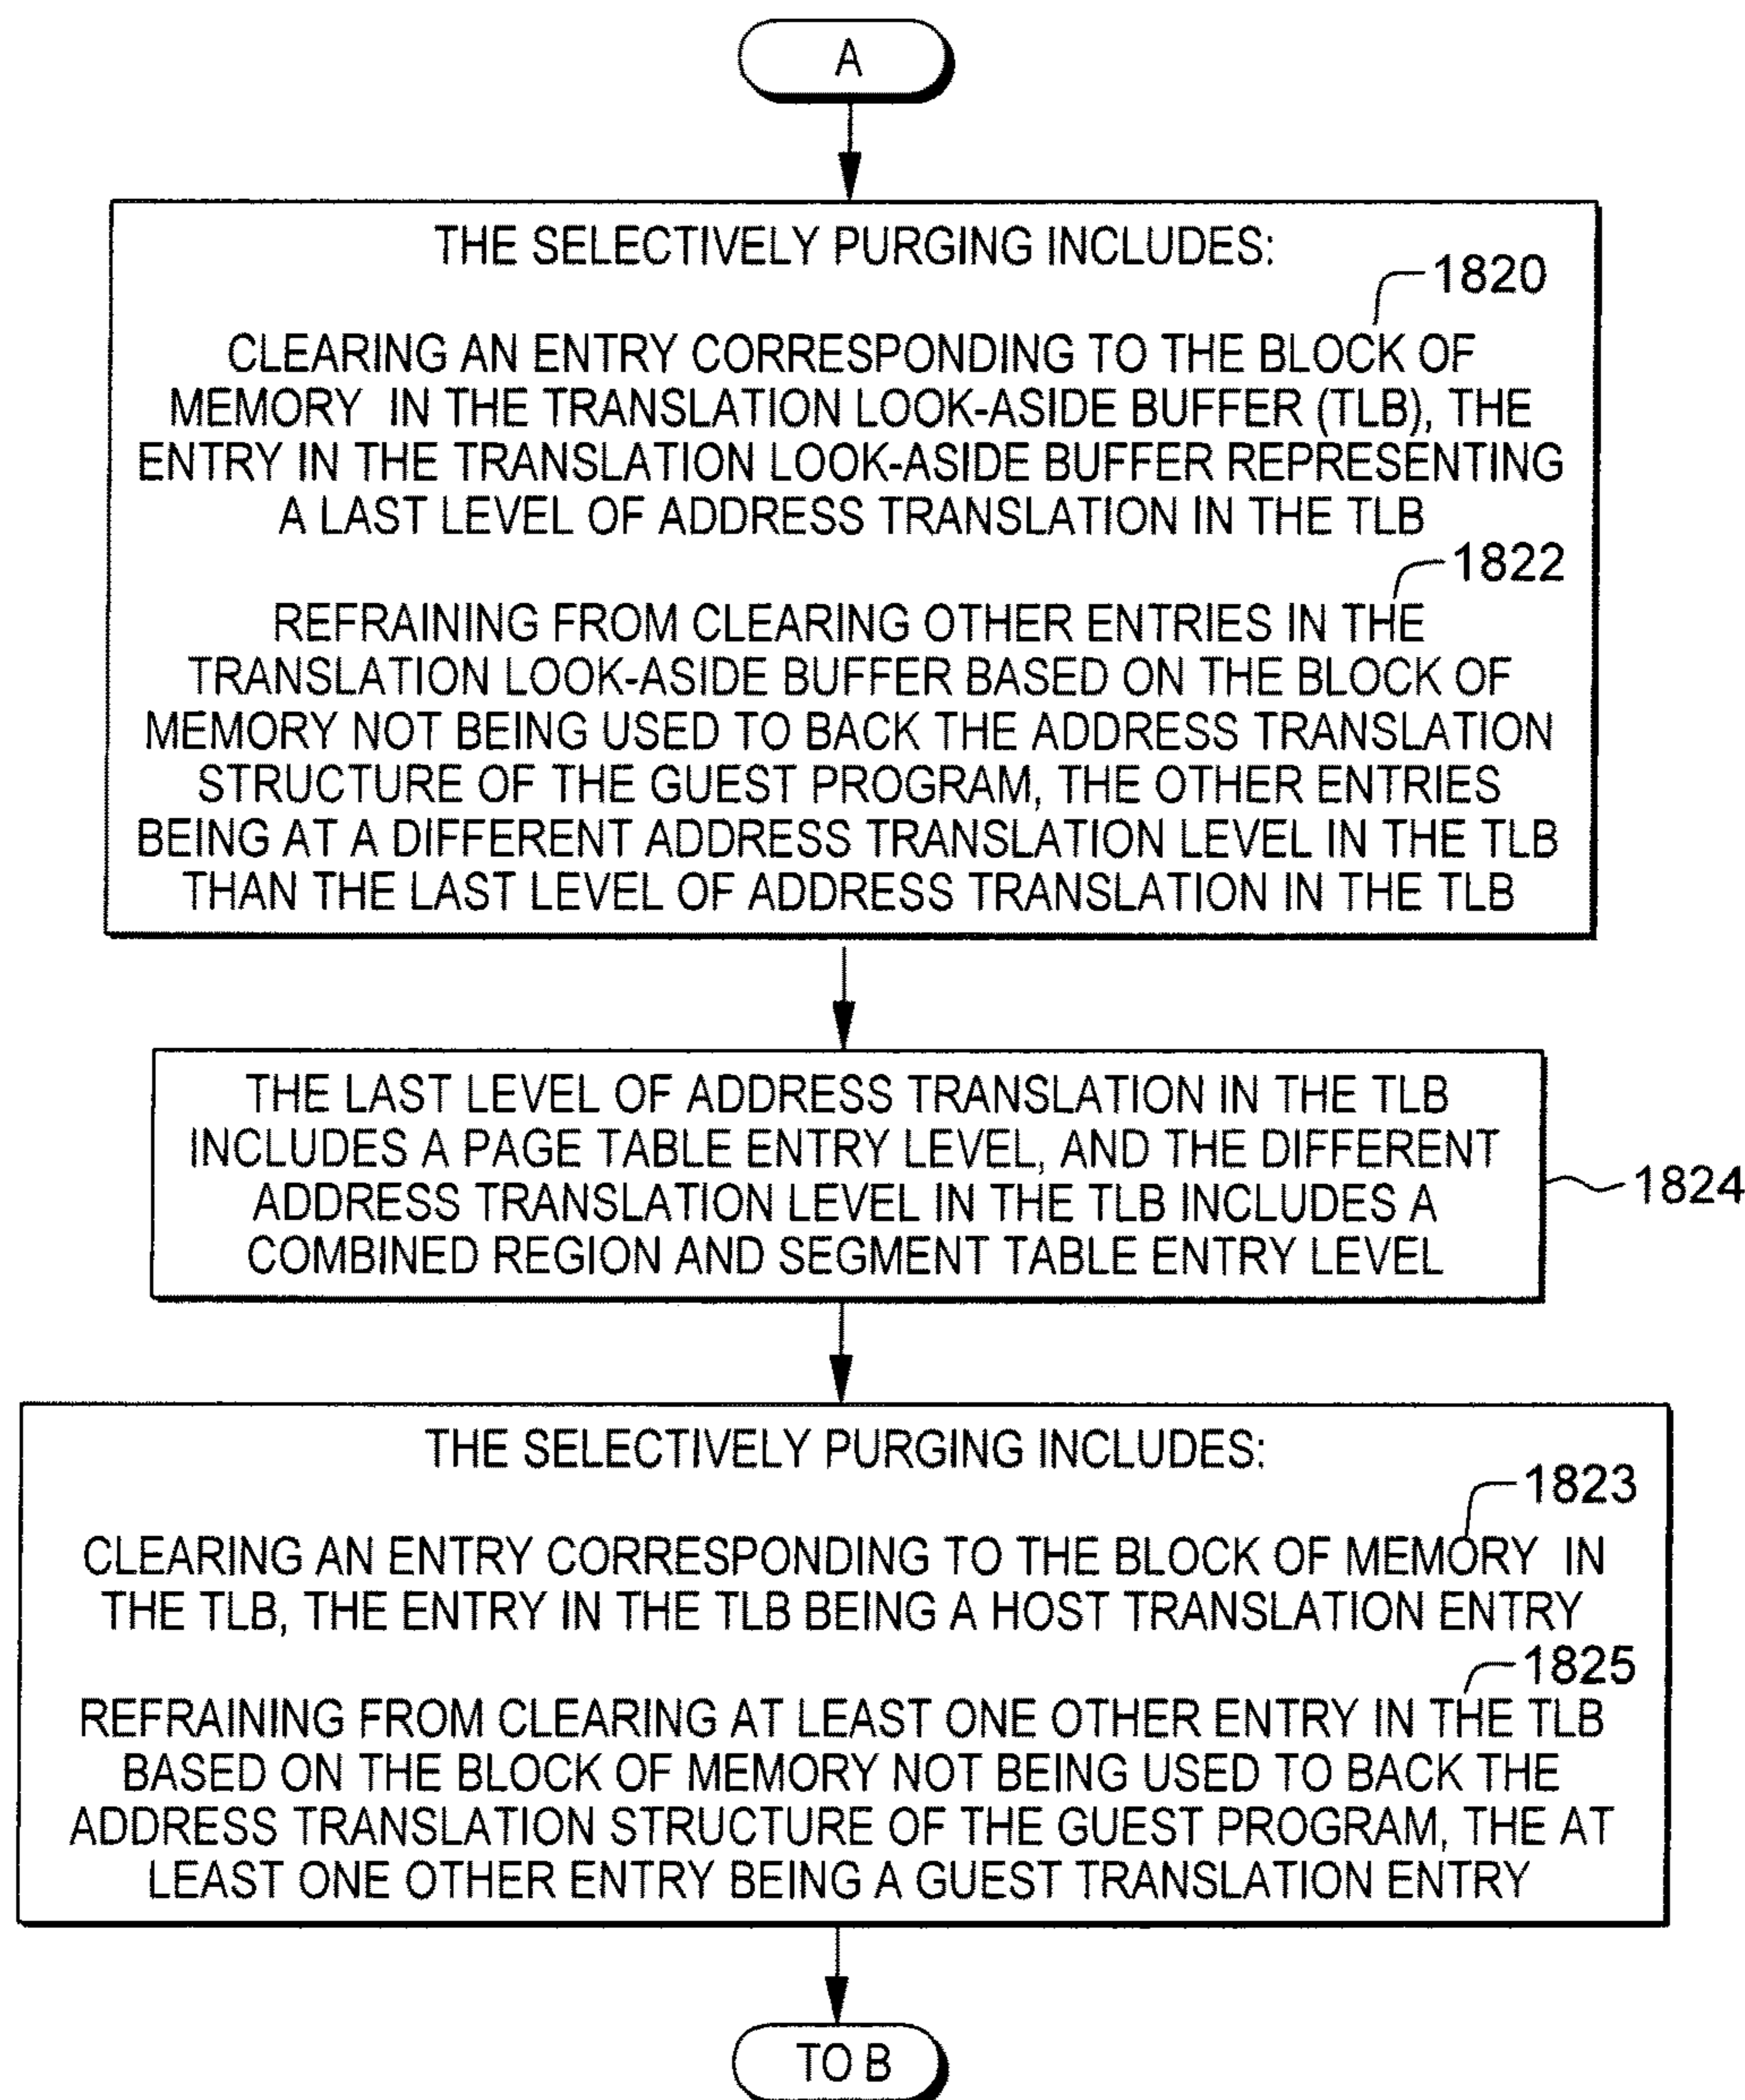 A
THE SELECTIVELY PURGING INCLUDES:
1820
CLEARING AN ENTRY CORRESPONDING TO THE BLOCK OF
MEMORY IN THE TRANSLATION LOOK-ASIDE BUFFER (TLB), THE
ENTRY IN THE TRANSLATION LOOK-ASIDE BUFFER REPRESENTING
A LAST LEVEL OF ADDRESS TRANSLATION IN THE TLB
1822
REFRAINING FROM CLEARING OTHER ENTRIES IN THE
TRANSLATION LOOK-ASIDE BUFFER BASED ON THE BLOCK OF
MEMORY NOT BEING USED TO BACK THE ADDRESS TRANSLATION
STRUCTURE OF THE GUEST PROGRAM, THE OTHER ENTRIES
BEING AT A DIFFERENT ADDRESS TRANSLATION LEVEL IN THE TLB
THAN THE LAST LEVEL OF ADDRESS TRANSLATION IN THE TLB
THE LAST LEVEL OF ADDRESS TRANSLATION IN THE TLB
INCLUDES A PAGE TABLE ENTRY LEVEL, AND THE DIFFERENT
ADDRESS TRANSLATION LEVEL IN THE TLB INCLUDES A
COMBINED REGION AND SEGMENT TABLE ENTRY LEVEL
1824
THE SELECTIVELY PURGING INCLUDES:
1823
CLEARING AN ENTRY CORRESPONDING TO THE BLOCK OF MEMORY IN
THE TLB, THE ENTRY IN THE TLB BEING A HOST TRANSLATION ENTRY
1825
REFRAINING FROM CLEARING AT LEAST ONE OTHER ENTRY IN THE TLB
BASED ON THE BLOCK OF MEMORY NOT BEING USED TO BACK THE
ADDRESS TRANSLATION STRUCTURE OF THE GUEST PROGRAM, THE AT
LEAST ONE OTHER ENTRY BEING A GUEST TRANSLATION ENTRY
TO B